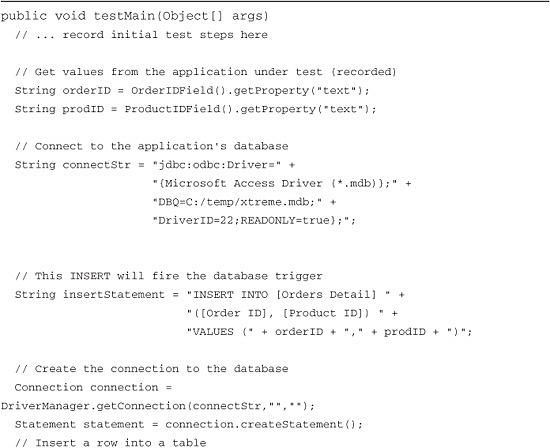 public void testMain(Object[] args)
// ... record initial test steps here
// Get values from the application under test (recorded)
String orderID = OrderIDField().getProperty("text");
String prodID = ProductIDField().getProperty("text");
// Connect to the application's database
String connectStr = "jdbc:odbc:Driver=" +
"{Microsoft Access Driver (*.mdb)};" +
"DBQ=C:/temp/xtreme.mdb;" +
"DriverID=22;READONLY=true};";
// This INSERT will fire the database trigger
String insertStatement = "INSERT INTO [Orders Detail] " +
"([Order ID], [Product ID]) " +
"VALUES (" + orderID + "," + prodID + ")";
// Create the connection to the database
Connection connection =
DriverManager.getConnection(connectStr,"","");
Statement statement = connection.createStatement();
// Insert a row into a table